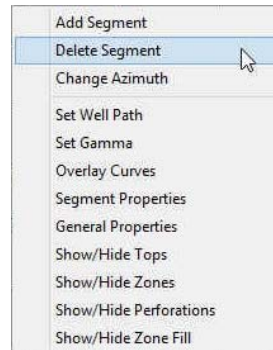 Add Segment
Delete Segment
Change Azimuth
Set Well Path
Set Gamma
Overlay Curves
Segment Properties
General Properties
Show/Hide Tops
Show/Hide Zones
Show/Hide Perforations
Show/Hide Zone Fill